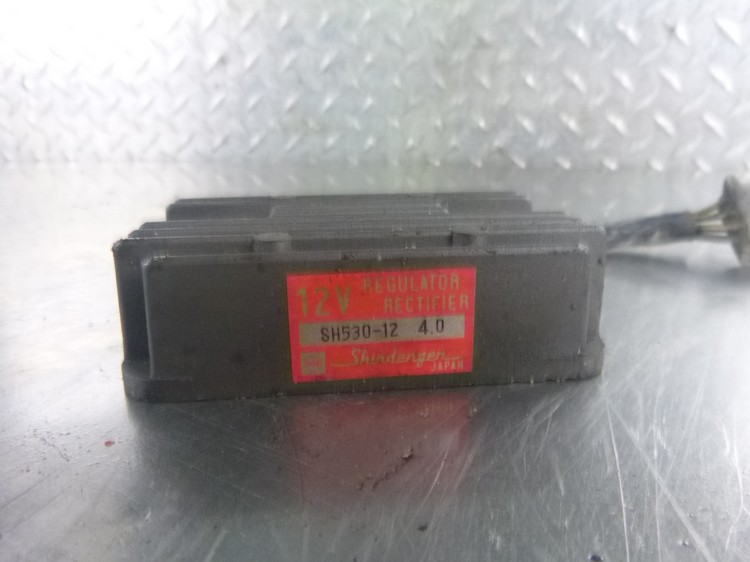 12V REGULATOR
RECTIFIER
SH530-12 4.0
Shindengen
JAPAN